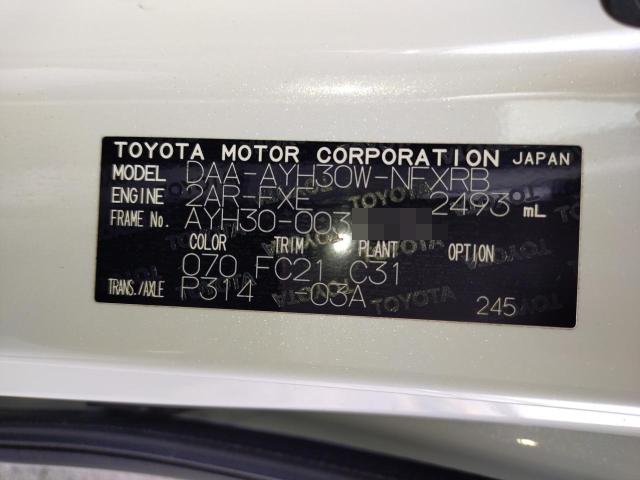 TOYOTA MOTOR CORPORATION JAPAN
MODEL DAA-AYH30W-NFXRB
ENGINE 2AR-FXE 2493 mL
FRAME No. AYH30-003
COLOR TRIM PLANT OPTION
070 FC21 C31
TRANS./AXLE P314 -03A 245